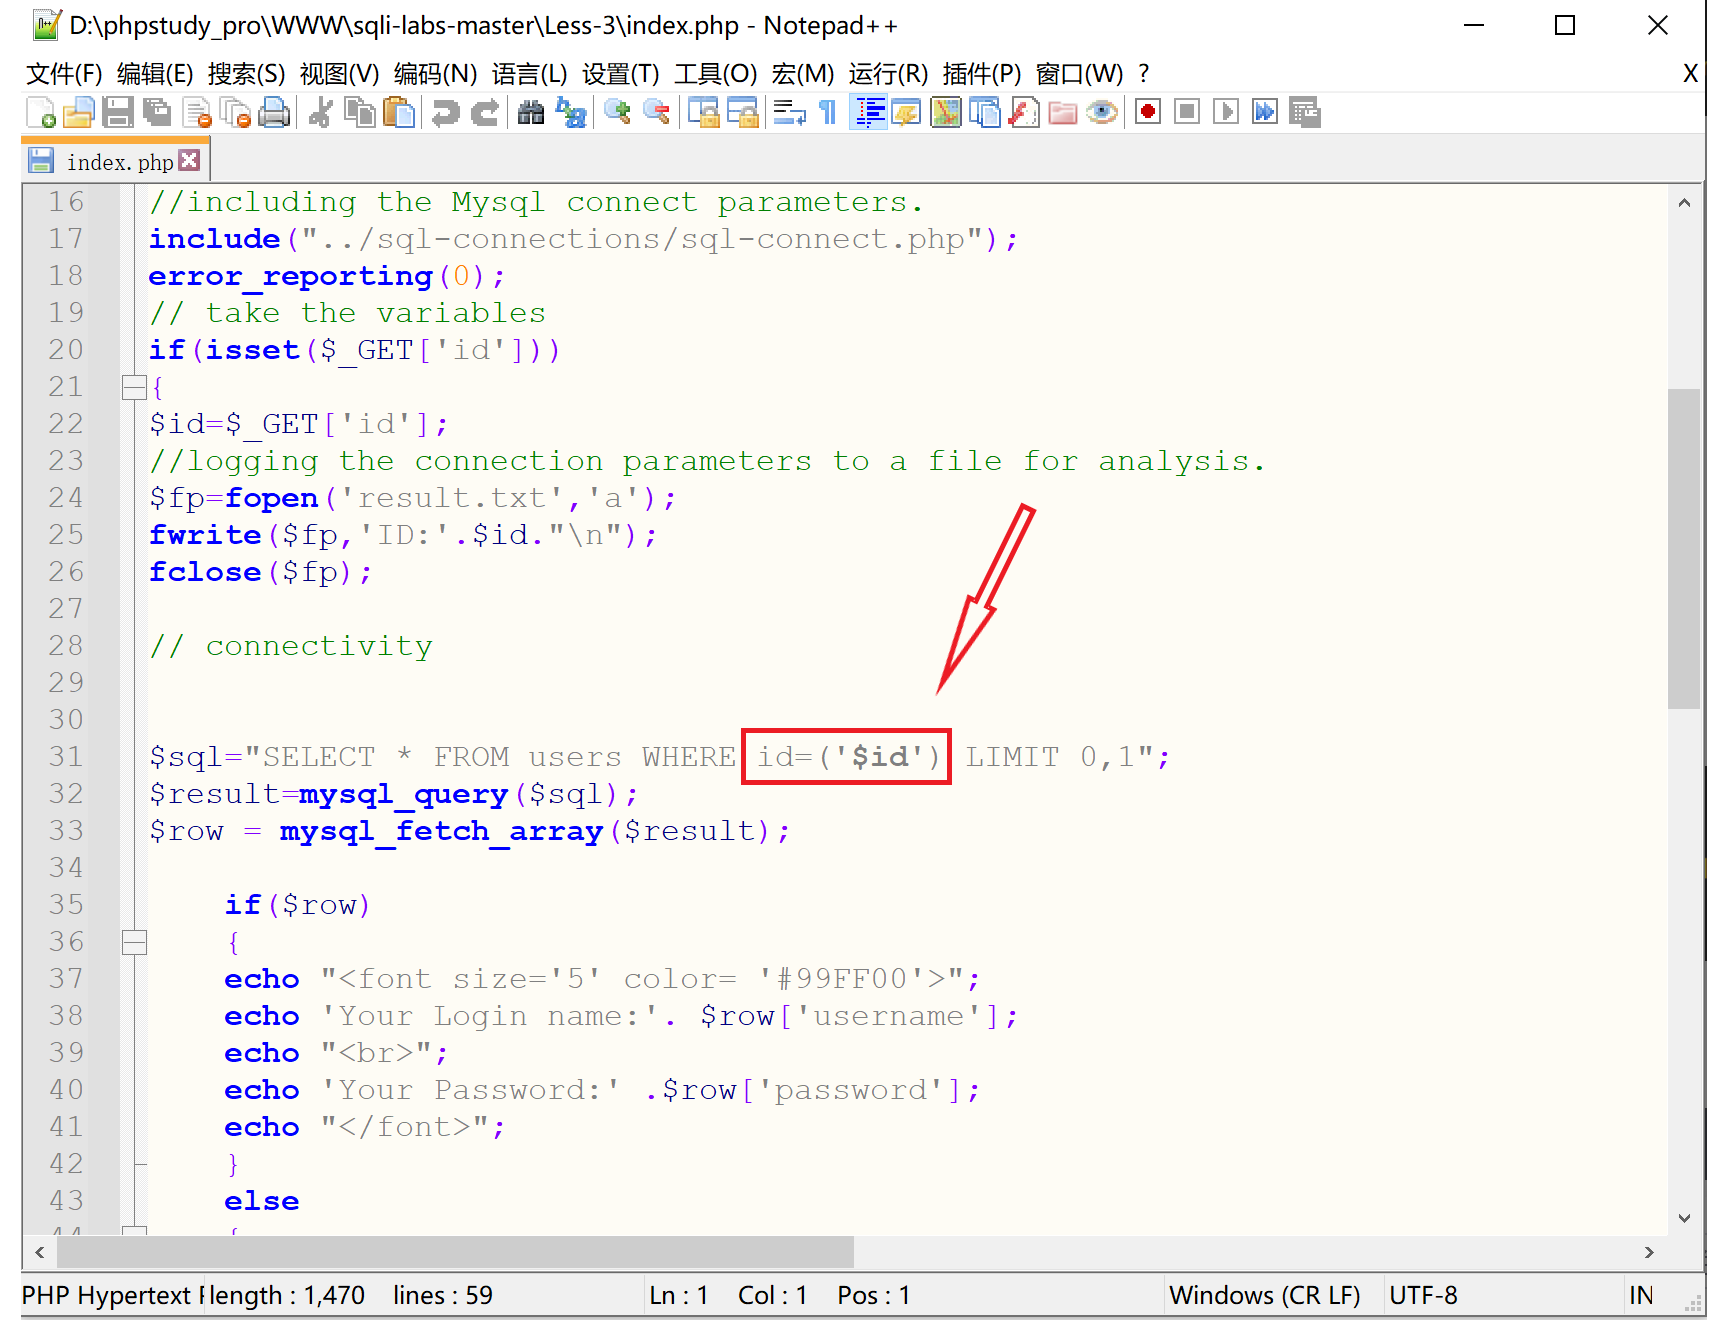 D:\phpstudy_pro\WWW\sqli-labs-master\Less-3\index.php - Notepad++
文件(F) 编辑(E) 搜索(S) 视图(V) 编码(N) 语言(L) 设置(T) 工具(O) 宏(M) 运行(R) 插件(P) 窗口(W) ? X
index.php
16 //including the Mysql connect parameters.
17 include("../sql-connections/sql-connect.php");
18 error_reporting(0);
19 // take the variables
20 if(isset($_GET['id']))
21 {
22 $id=$_GET['id'];
23 //logging the connection parameters to a file for analysis.
24 $fp=fopen('result.txt','a');
25 fwrite($fp,'ID:'.$id."\n");
26 fclose($fp);
27
28 // connectivity
29
30
31 $sql="SELECT * FROM users WHERE id=('$id') LIMIT 0,1";
32 $result=mysql_query($sql);
33 $row = mysql_fetch_array($result);
34
35 if($row)
36 {
37 echo "<font size='5' color= '#99FF00'>";
38 echo 'Your Login name:'. $row['username'];
39 echo "<br>";
40 echo 'Your Password:' .$row['password'];
41 echo "</font>";
42 }
43 else
44 {
PHP Hypertext length : 1,470 lines : 59 Ln : 1 Col : 1 Pos : 1 Windows (CR LF) UTF-8 IN